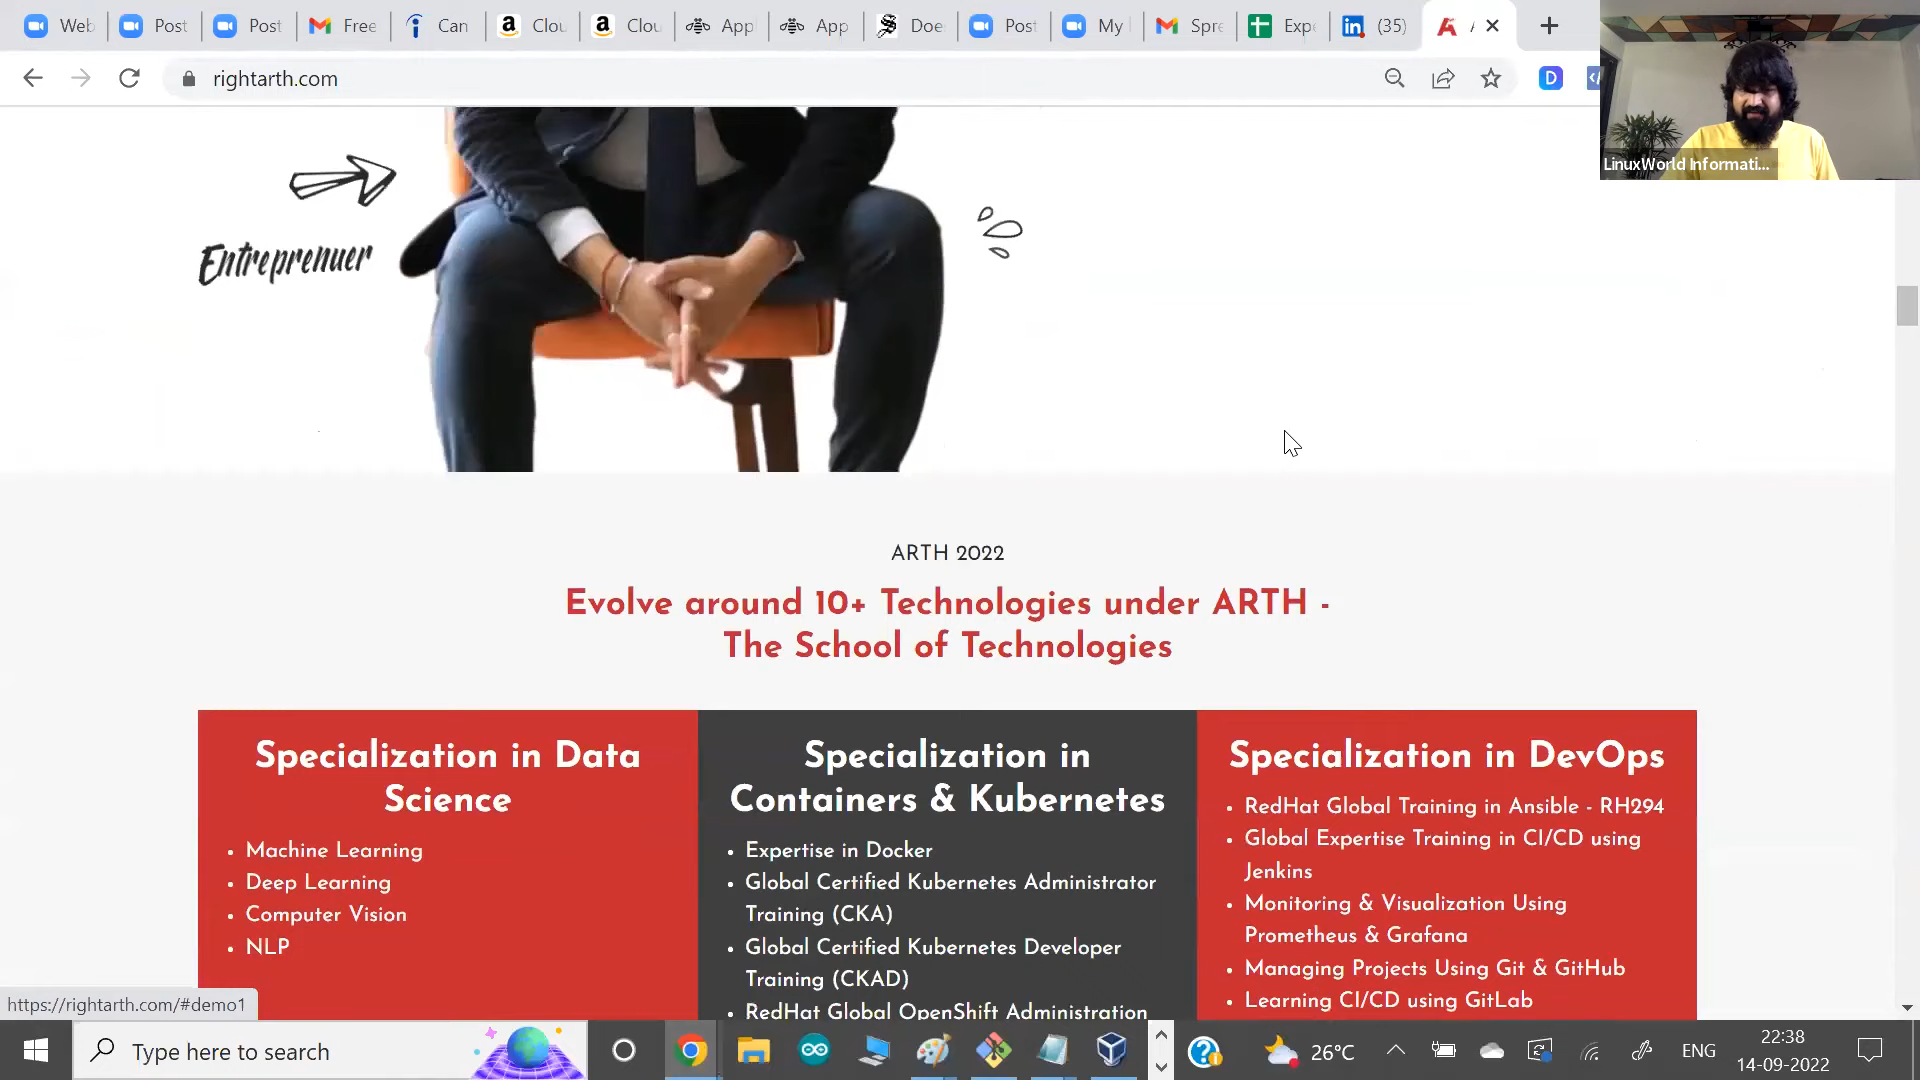 Web
Post
Post
Free
Can
Clou
Clou
App
App
Doe
Post
My
Spre
Exp
(35)
rightarth.com
LinuxWorld Informati...
Entreprenuer
ARTH 2022
Evolve around 10+ Technologies under ARTH -
The School of Technologies
Specialization in Data
Science
• Machine Learning
• Deep Learning
• Computer Vision
• NLP
Specialization in
Containers & Kubernetes
• Expertise in Docker
• Global Certified Kubernetes Administrator
Training (CKA)
• Global Certified Kubernetes Developer
Training (CKAD)
• RedHat Global OpenShift Administration
Specialization in DevOps
• RedHat Global Training in Ansible - RH294
• Global Expertise Training in CI/CD using
Jenkins
• Monitoring & Visualization Using
Prometheus & Grafana
• Managing Projects Using Git & GitHub
• Learning CI/CD using GitLab
https://rightarth.com/#demo1
Type here to search
26°C
ENG
22:38
14-09-2022